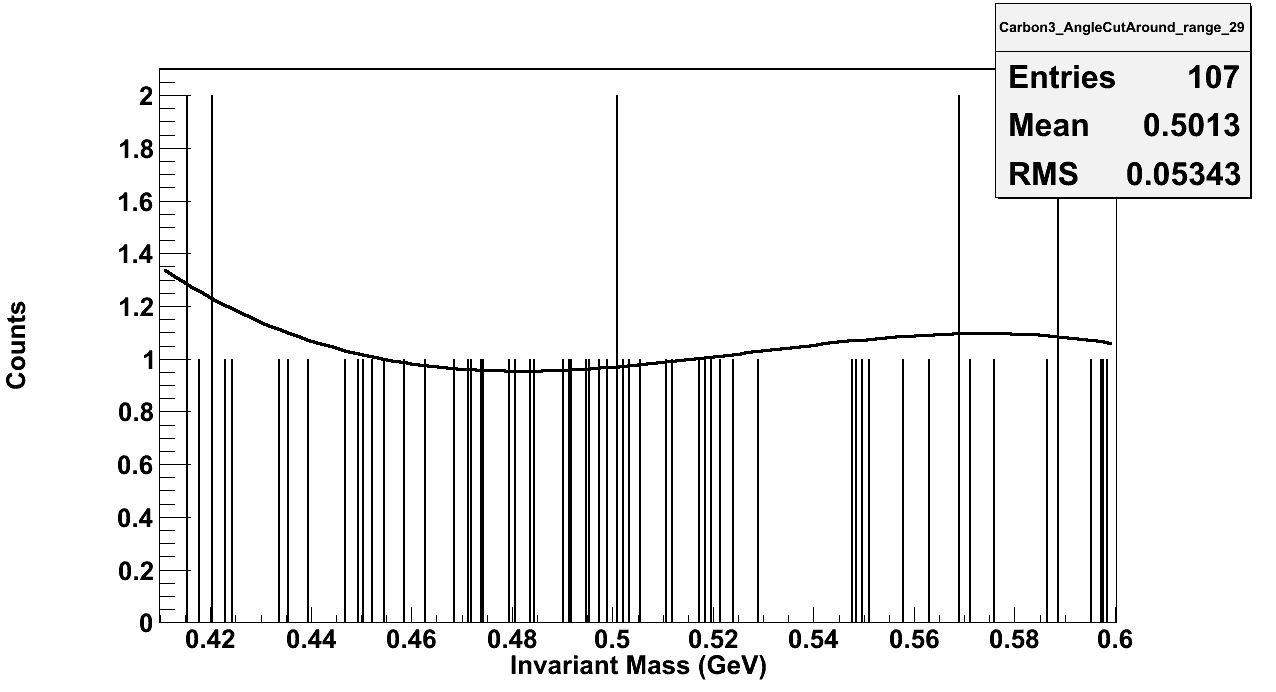 Carbon3_AngleCutAround_range_29
Entries 107
Mean 0.5013
RMS 0.05343
Counts
2
1.8
1.6
1.4
1.2
1
0.8
0.6
0.4
0.2
0
0.42 0.44 0.46 0.48 0.5 0.52 0.54 0.56 0.58 0.6
Invariant Mass (GeV)